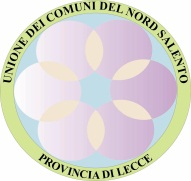 UNIONE DEI COMUNI DEL NORD SALENTO
PROVINCIA DI LECCE